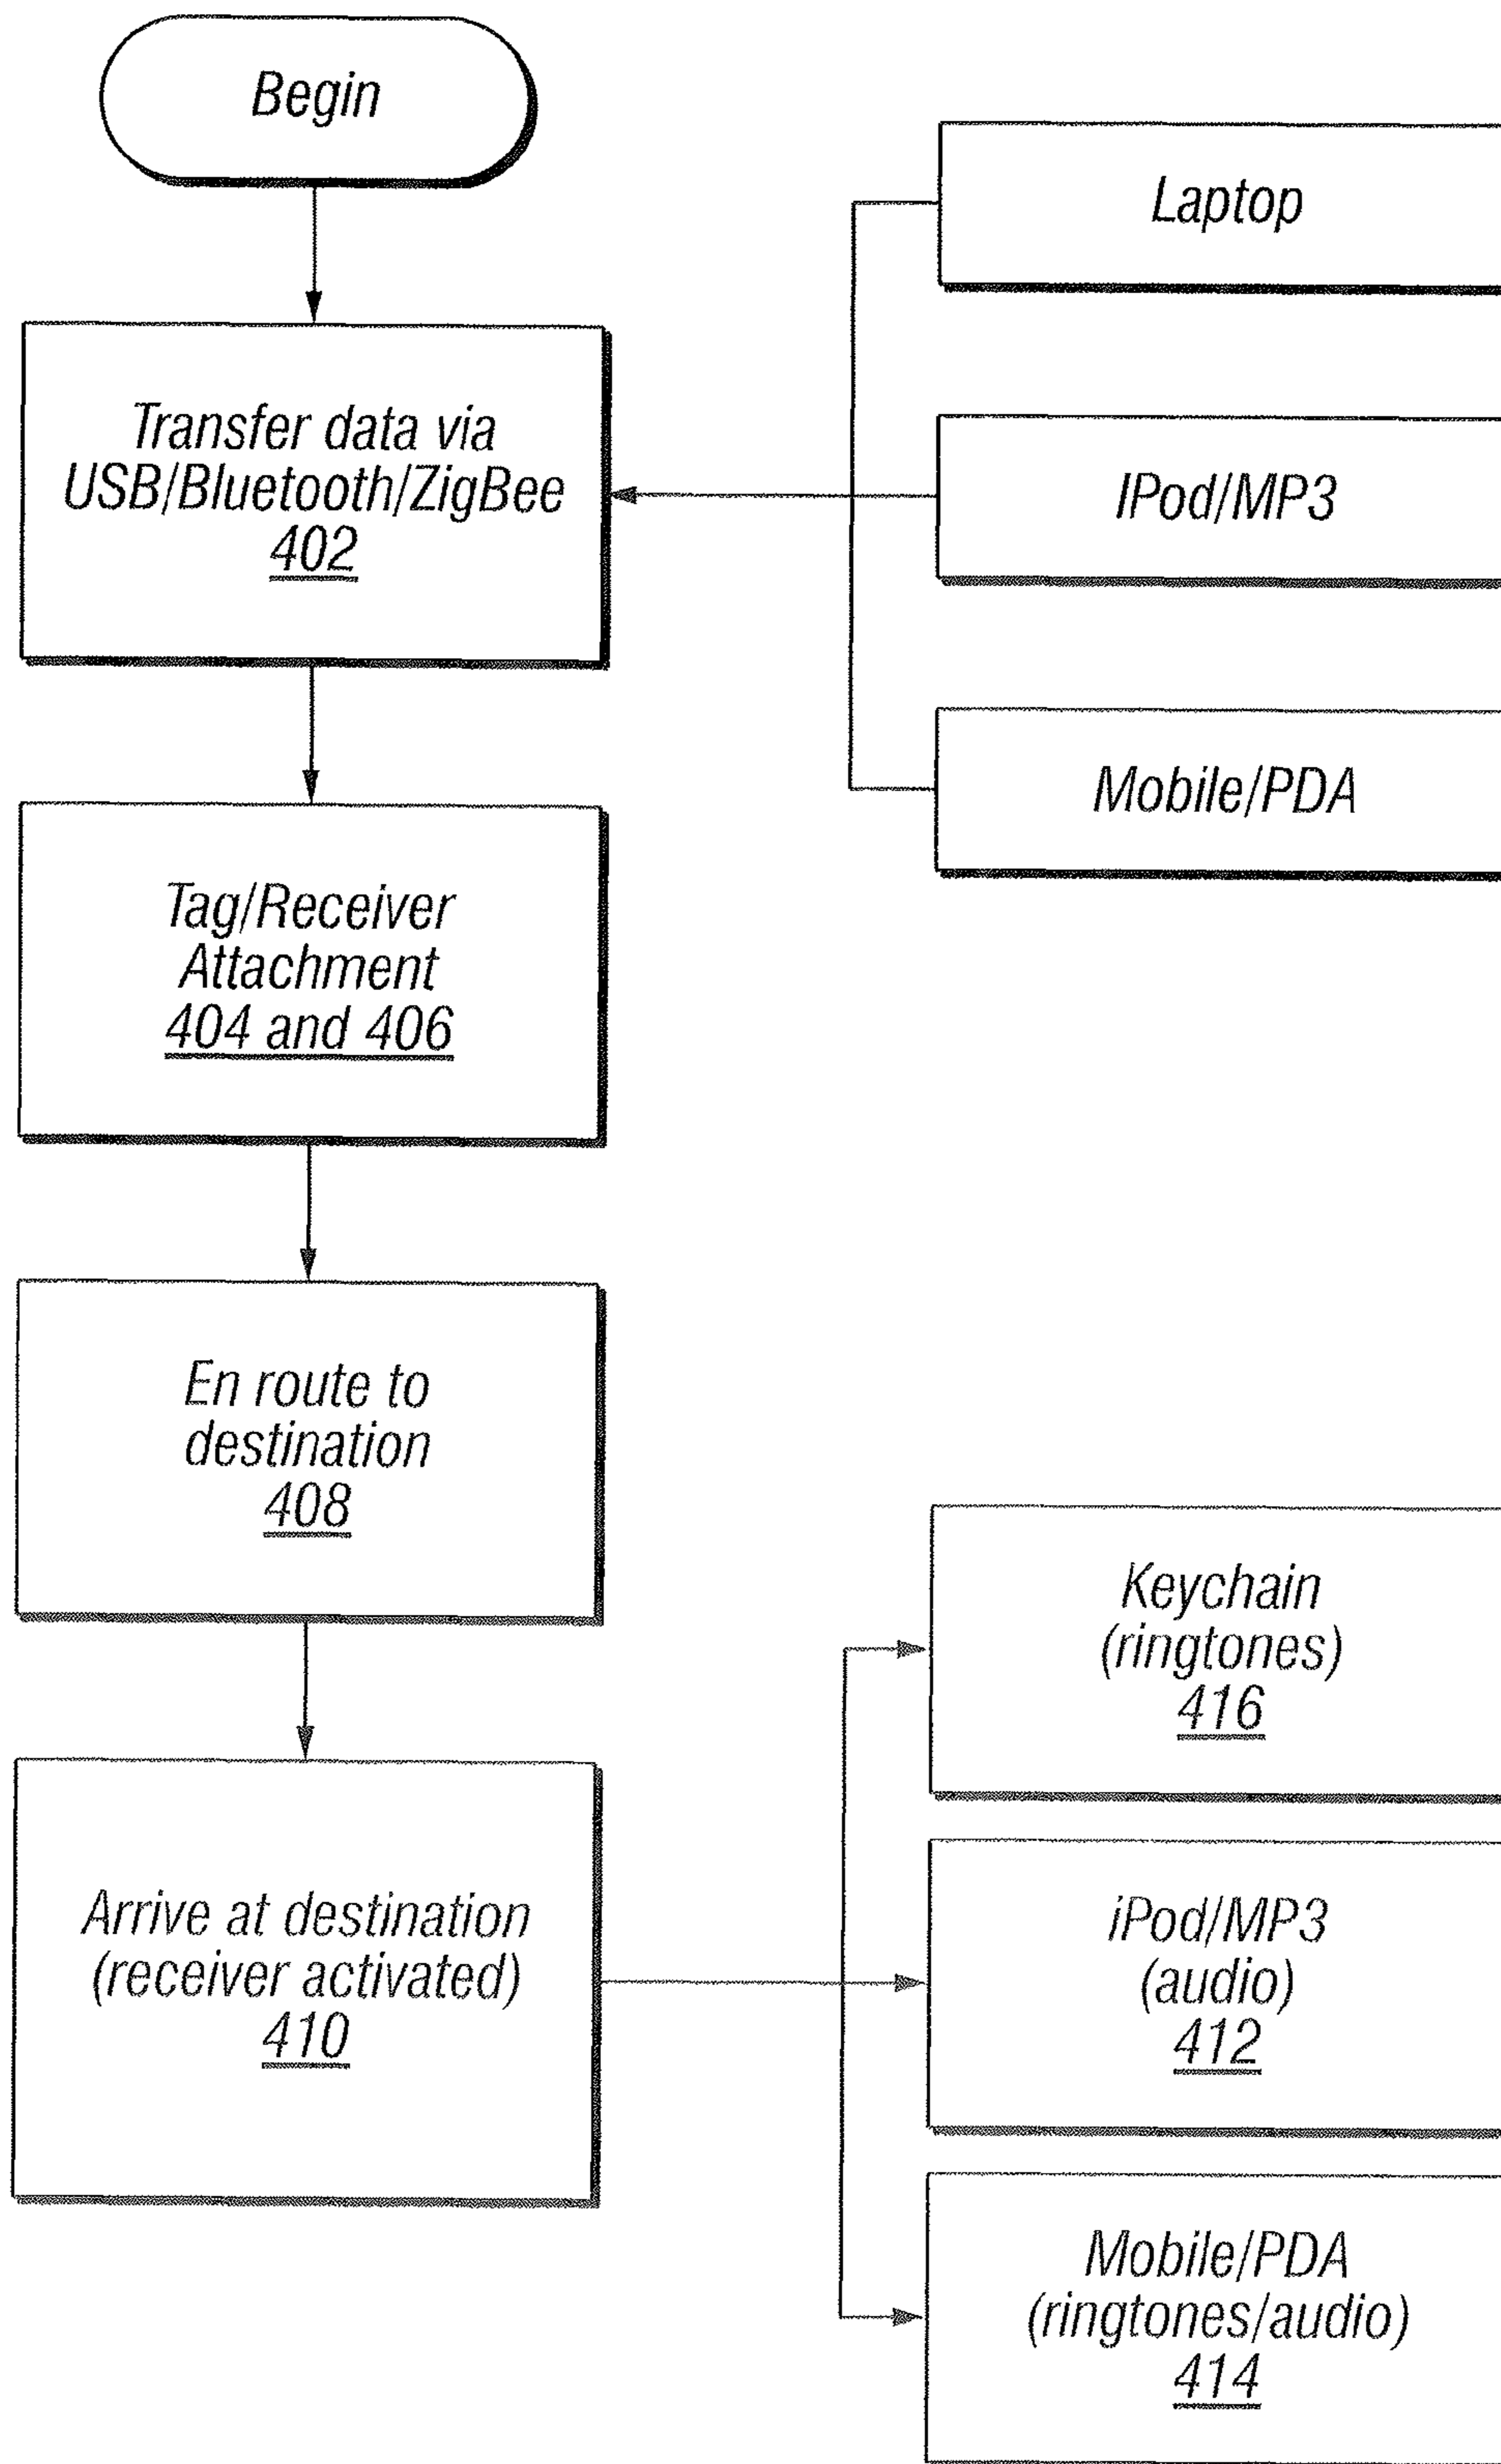 Begin
Laptop
Transfer data via
USB/Bluetooth/ZigBee
402
IPod/MP3
Mobile/PDA
Tag/Receiver
Attachment
404 and 406
En route to
destination
408
Keychain
(ringtones)
416
Arrive at destination
(receiver activated)
410
iPod/MP3
(audio)
412
Mobile/PDA
(ringtones/audio)
414